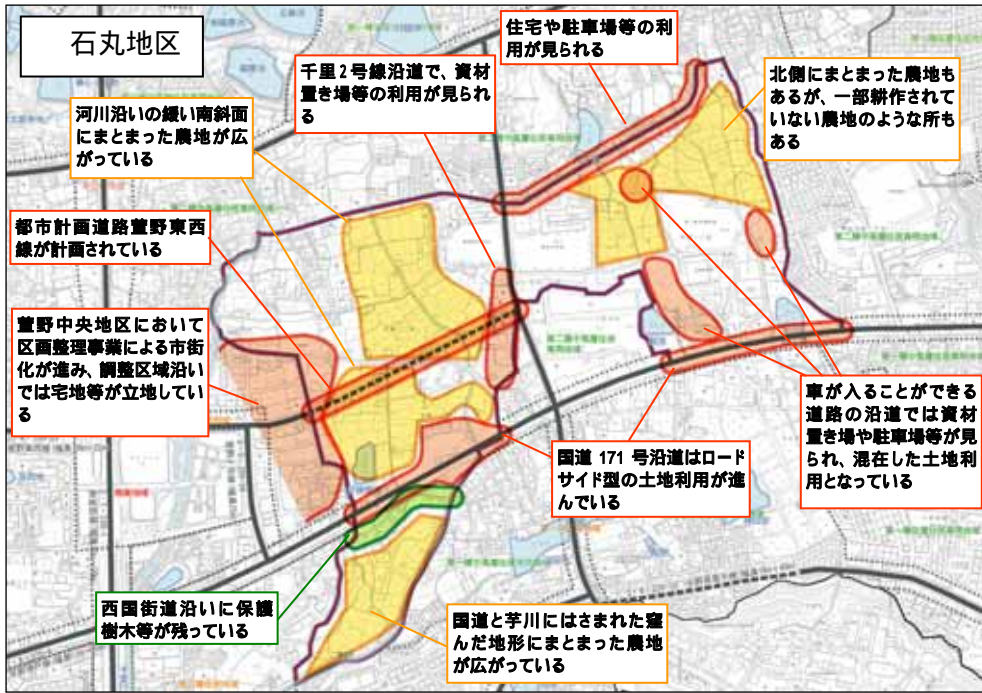 石丸地区
住宅や駐車場等の利
用が見られる
千里2号線沿道で、資材
置き場等の利用が見られ
る
北側にまとまった農地も
あるが、一部耕作されて
いない農地のような所も
ある
河川沿いの緩い南斜面
にまとまった農地が広
がっている
都市計画道路萱野東西
線が計画されている
萱野中央地区において
区画整理事業による市街
化が進み、調整区域沿い
では宅地等が立地してい
る
車が入ることができる
道路の沿道では資材
置き場や駐車場等が見
られ、混在した土地利
用となっている
国道 171 号沿道はロード
サイド型の土地利用が進
んでいる
西国街道沿いに保護
樹木等が残っている
国道と芋川にはさまれた窪
んだ地形にまとまった農地
が広がっている